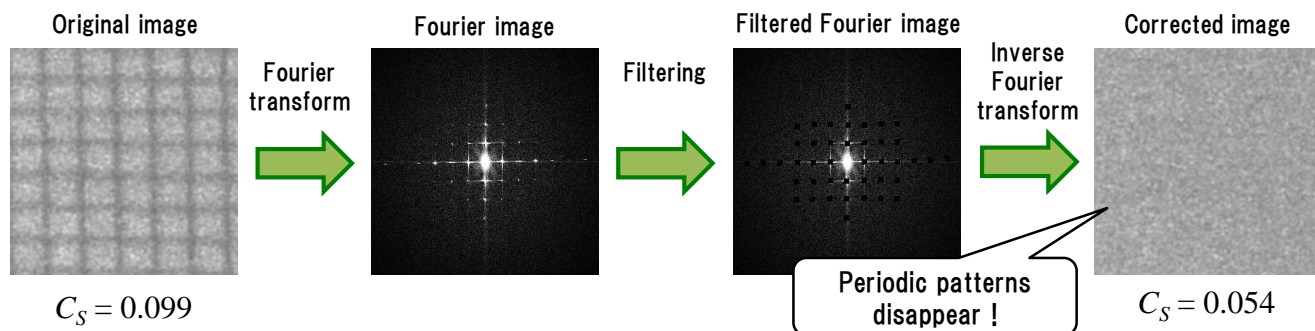 Original image
Fourier
transform
Fourier image
Filtering
Filtered Fourier image
Inverse
Fourier
transform
Corrected image
Periodic patterns
disappear !
C_S = 0.099
C_S = 0.054